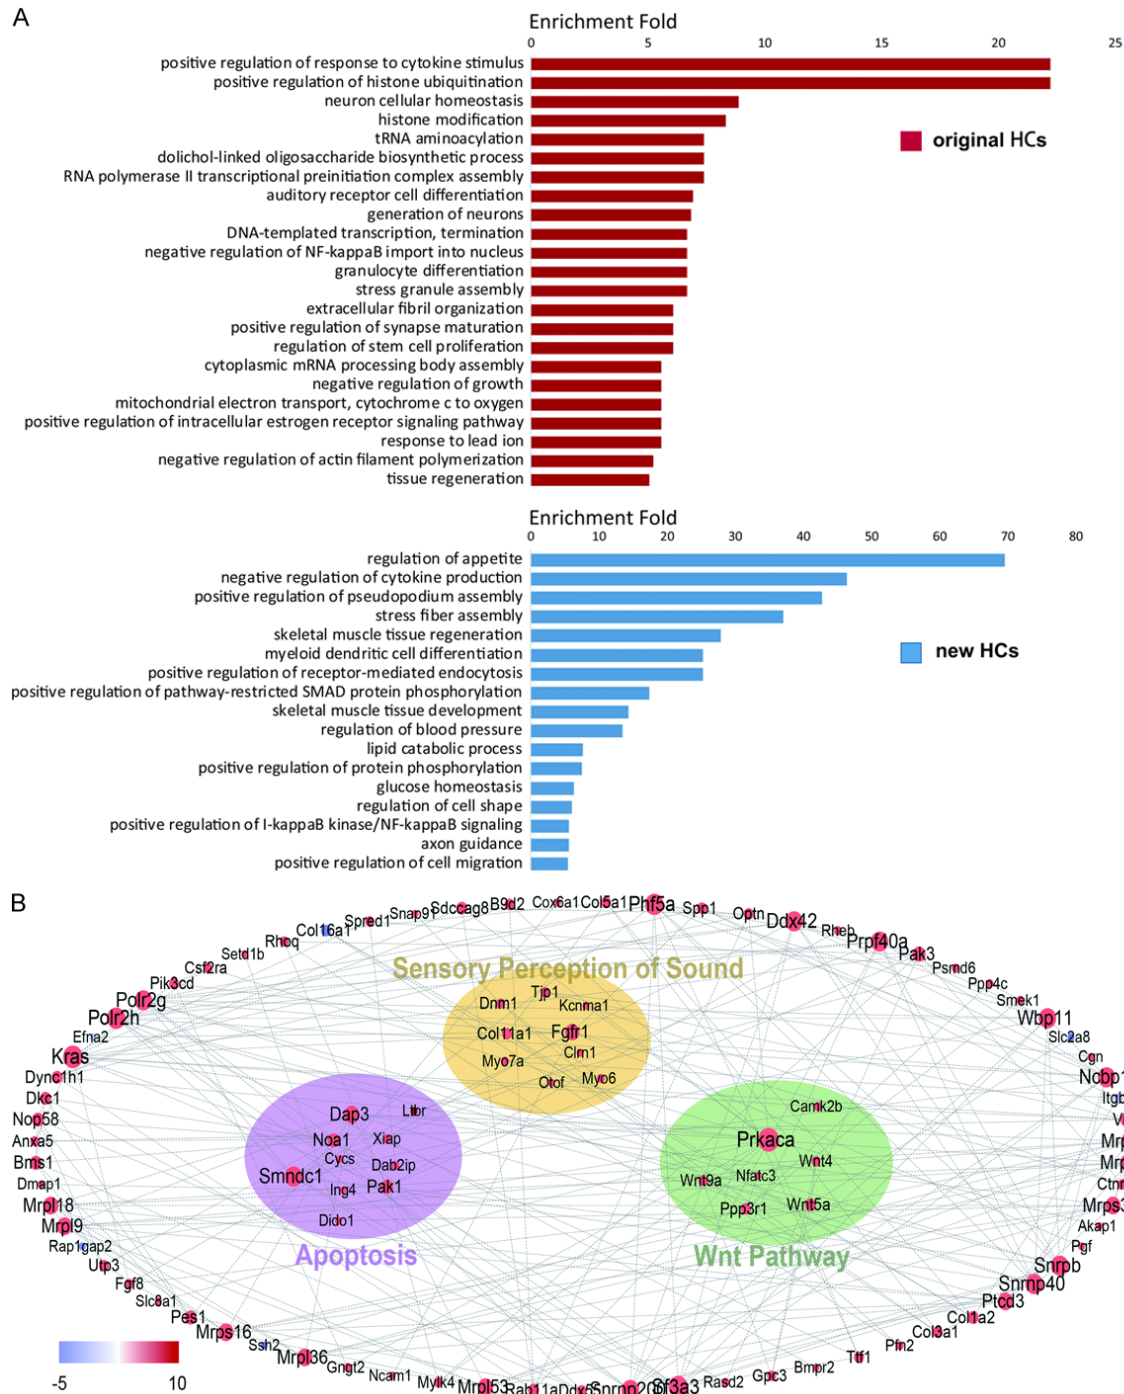 A
Enrichment Fold
0 5 10 15 20 25
positive regulation of response to cytokine stimulus
positive regulation of histone ubiquitination
neuron cellular homeostasis
histone modification
tRNA aminoacylation
dolichol-linked oligosaccharide biosynthetic process
RNA polymerase II transcriptional preinitiation complex assembly
auditory receptor cell differentiation
generation of neurons
DNA-templated transcription, termination
negative regulation of NF-kappaB import into nucleus
granulocyte differentiation
stress granule assembly
extracellular fibril organization
positive regulation of synapse maturation
regulation of stem cell proliferation
cytoplasmic mRNA processing body assembly
negative regulation of growth
mitochondrial electron transport, cytochrome c to oxygen
positive regulation of intracellular estrogen receptor signaling pathway
response to lead ion
negative regulation of actin filament polymerization
tissue regeneration
original HCs
Enrichment Fold
0 10 20 30 40 50 60 70 80
regulation of appetite
negative regulation of cytokine production
positive regulation of pseudopodium assembly
stress fiber assembly
skeletal muscle tissue regeneration
myeloid dendritic cell differentiation
positive regulation of receptor-mediated endocytosis
positive regulation of pathway-restricted SMAD protein phosphorylation
skeletal muscle tissue development
regulation of blood pressure
lipid catabolic process
positive regulation of protein phosphorylation
glucose homeostasis
regulation of cell shape
positive regulation of I-kappaB kinase/NF-kappaB signaling
axon guidance
positive regulation of cell migration
new HCs
B
Col16a1
Spred1
Snap91
Sdccag8
B9d2
Cox6a1
Col5a1
Phf5a
Spp1
Optn
Ddx42
Rheb
Prpf40a
Pak3
Psmd6
Ppp4c
Smek1
Wbp11
Slc2a8
Cgn
Ncbp1
Itgb
V
Mrp
Mrp
Ctnn
Mrps3
Akap1
Pgf
Snrpb
Snrnp40
Ptcd3
Col1a2
Col3a1
Pfn2
Ttf1
Bmpr2
Gpc3
Rasd2
Sf3a3
Snrnp200
Rab11a
Mrpl53
Mylk4
Ncam1
Gngt2
Mrpl36
Ssh2
Mrps16
Pes1
Slc8a1
Fgf8
Utp3
Rap1gap2
Mrpl9
Mrpl18
Dmap1
Bms1
Anxa5
Nop58
Dkc1
Dync1h1
Kras
Efna2
Polr2h
Polr2g
Pik3cd
Csf2ra
Setd1b
Rhoq
Sensory Perception of Sound
Tjp1
Dnm1
Kcnma1
Col11a1
Fgfr1
Clrn1
Myo7a
Otof
Myo6
Dap3
Ltbr
Noa1
Xiap
Cycs
Dab2ip
Smndc1
Ing4
Pak1
Dido1
Apoptosis
Camk2b
Prkaca
Wnt4
Nfatc3
Wnt9a
Ppp3r1
Wnt5a
Wnt Pathway
-5 10